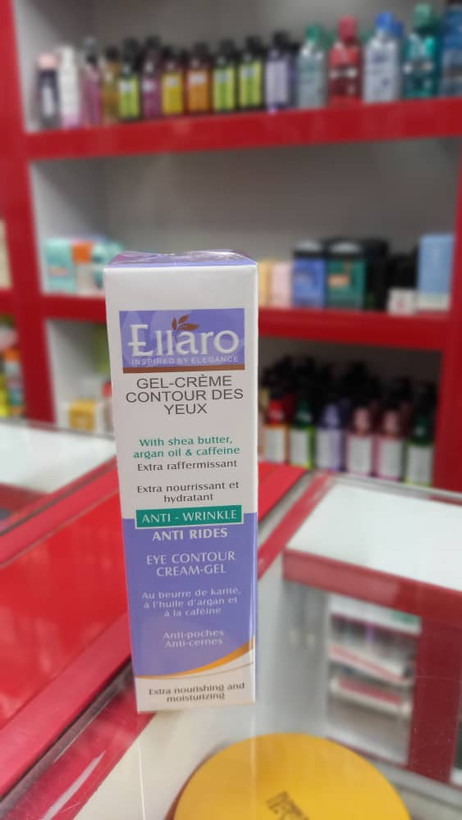 Ellaro
INSPIRED BY ELEGANCE
GEL-CRÈME
CONTOUR DES
YEUX
With shea butter,
argan oil & caffeine
Extra raffermissant
Extra nourrissant et
hydratant
ANTI - WRINKLE
ANTI RIDES
EYE CONTOUR
CREAM-GEL
Au beurre de karité,
à l'huile d'argan et
à la caféine
Anti-poches
Anti-cernes
Extra nourishing and
moisturizing